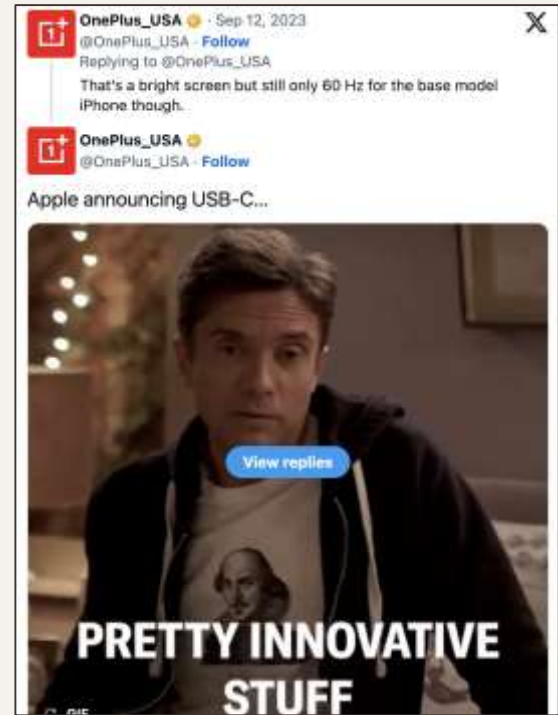 OnePlus_USA · Sep 12, 2023
@OnePlus_USA · Follow
Replying to @OnePlus_USA
That's a bright screen but still only 60 Hz for the base model
iPhone though.
OnePlus_USA
@OnePlus_USA · Follow
Apple announcing USB-C...
View replies
PRETTY INNOVATIVE
STUFF
GIF